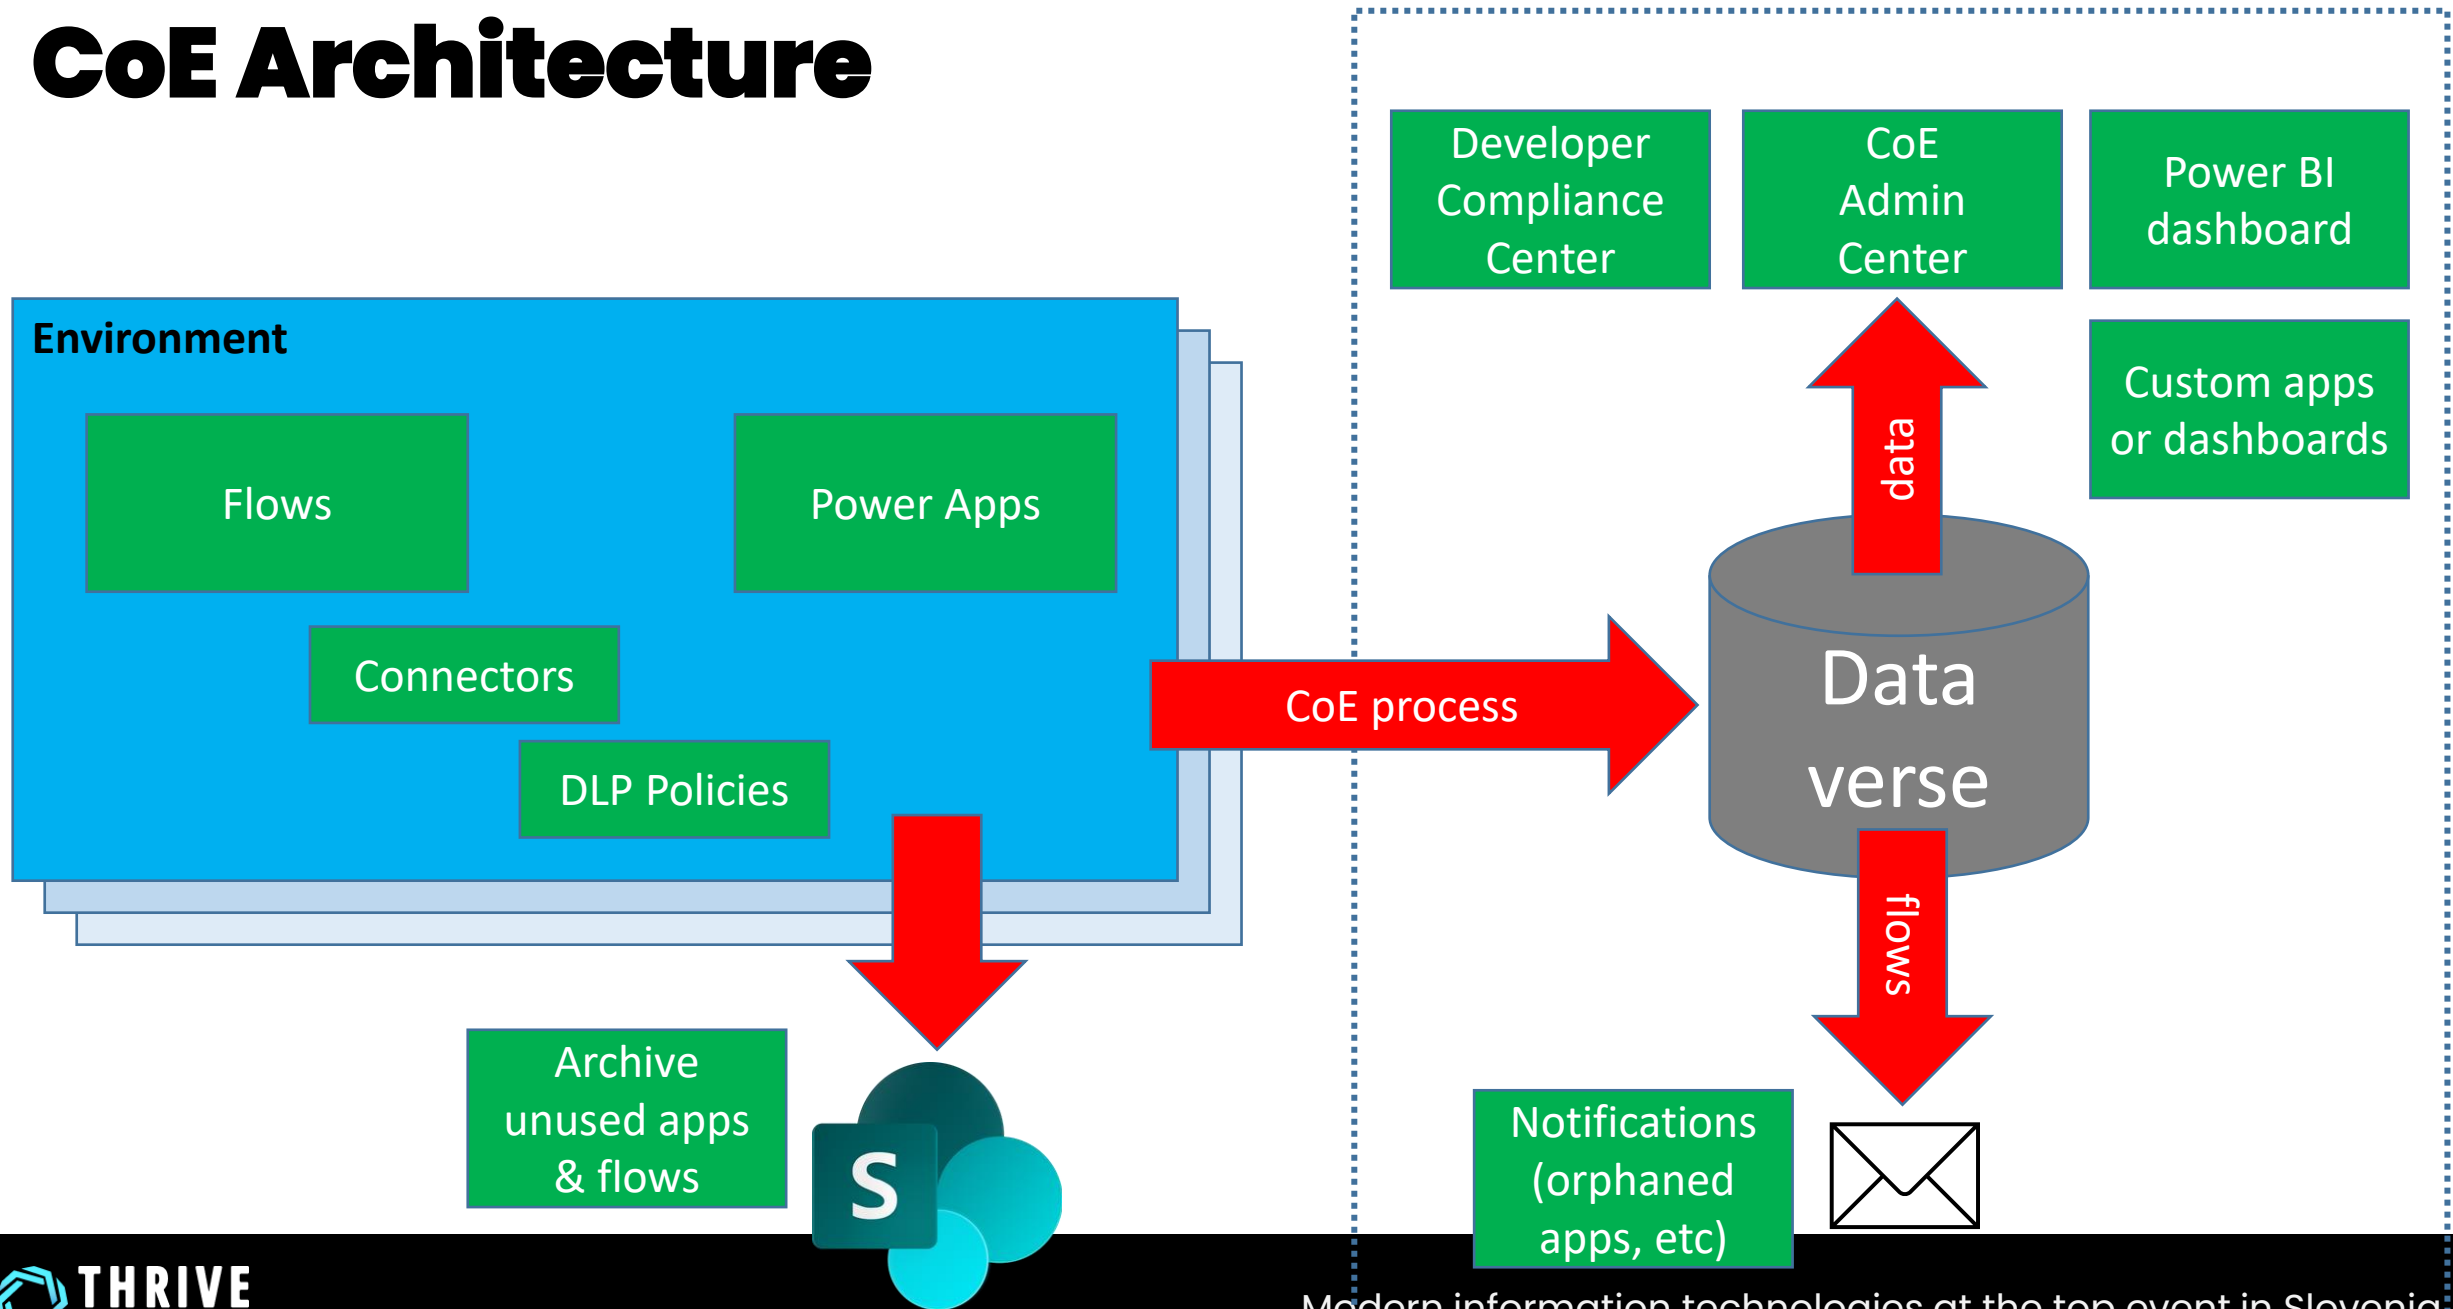 CoE Architecture
Developer
Compliance
Center
CoE
Admin
Center
Power BI
dashboard
Custom apps
or dashboards
Environment
Flows
Power Apps
Connectors
DLP Policies
data
CoE process
Data
verse
flows
Archive
unused apps
& flows
S
Notifications
(orphaned
apps, etc)
THRIVE
Modern information technologies at the top event in Slovenia